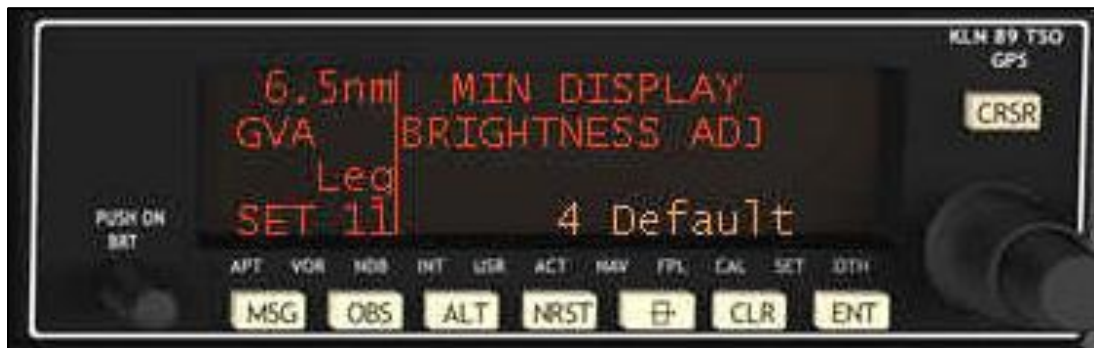 KLN 89 TSO
GPS
CRSR
6.5nm MIN DISPLAY
GVA BRIGHTNESS ADJ
Leg
SET 11 4 Default
PUSH ON
BRT
APT VOR NDB INT USR ACT NAV FPL CAL SET OTH
MSG OBS ALT NRST CLR ENT